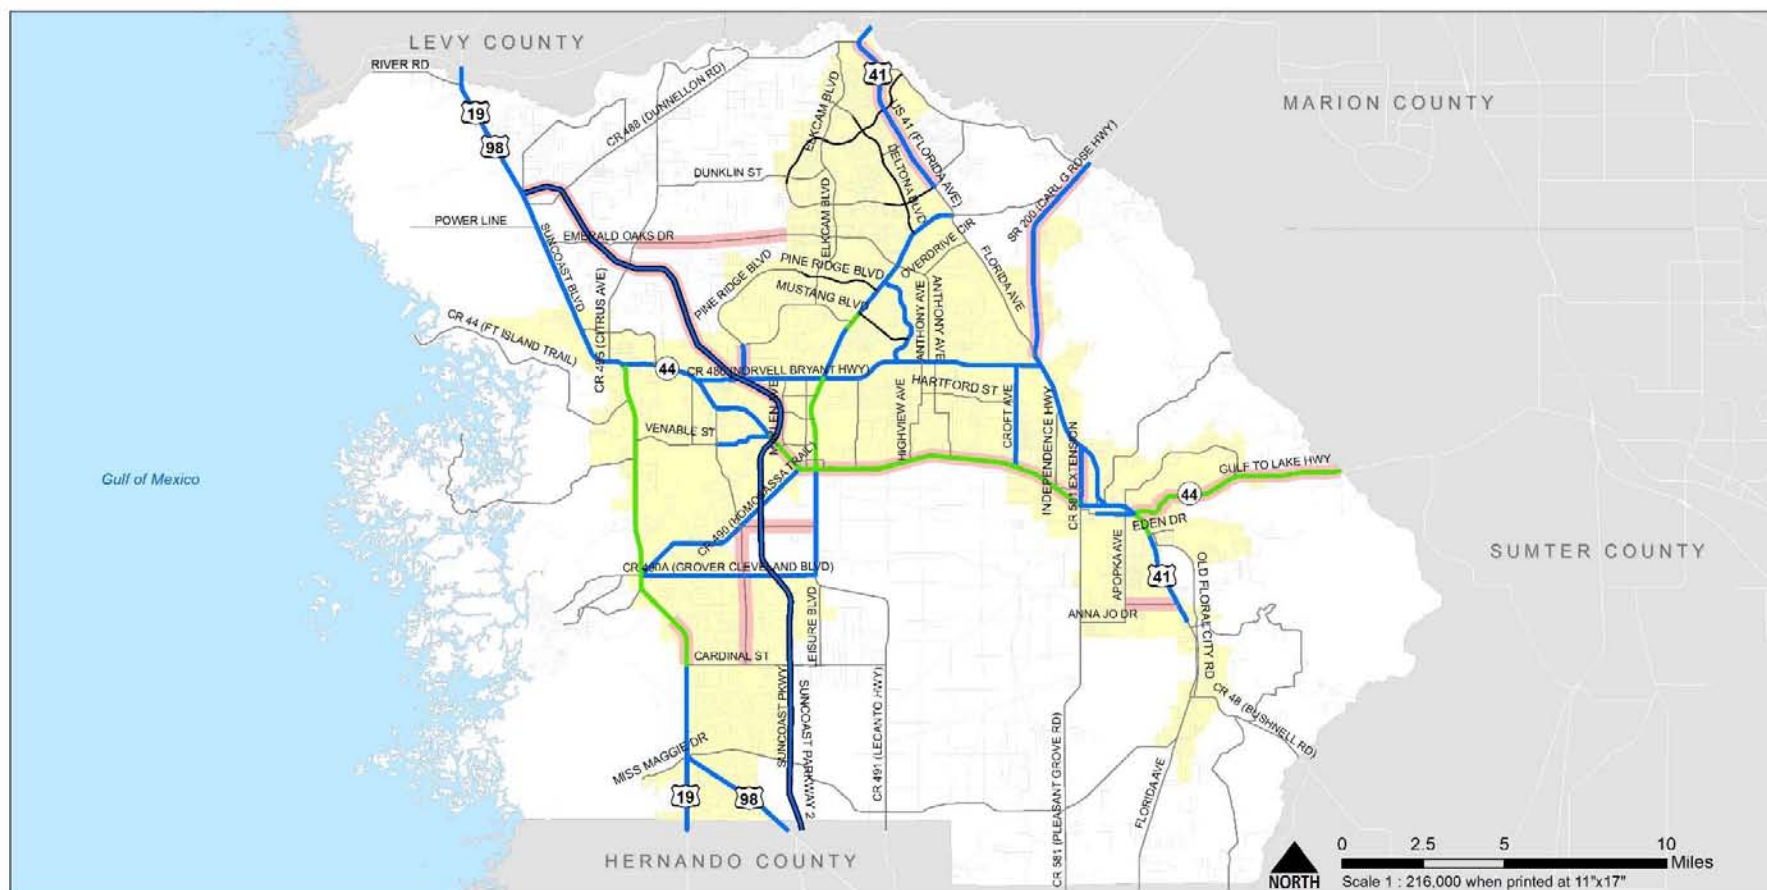 LEVY COUNTY
RIVER RD
41
MARION COUNTY
19
98
CR 488 (DUNNELLON RD)
ELKCAM BLVD
US 41 (FLORIDA AVE)
DELTONA BLVD
SR 200 (CARL G ROSE HWY)
DUNKLIN ST
POWER LINE
EMERALD OAKS DR
ELKCAM BLVD
OVERDRIVE CIR
FLORIDA AVE
SUNCOAST BLVD
PINE RIDGE BLVD
PINE RIDGE BLVD
MUSTANG BLVD
ANTHONY AVE
ANTHONY AVE
CR 44 (FT ISLAND TRAIL)
CR 495 (CITRUS AVE)
44
CR 486 (NORVELL BRYANT HWY)
HARTFORD ST
HIGHVIEW AVE
CROFT AVE
INDEPENDENCE HWY
VENABLE ST
CR 581 EXTENSION
GULF TO LAKE HWY
44
Gulf of Mexico
CR 490 (HOMOSASSA TRAIL)
EDEN DR
SUMTER COUNTY
CR 490A (GROVER CLEVELAND BLVD)
41
APOPKA AVE
OLD FLORAL CITY RD
ANNA JO DR
LEISURE BLVD
CARDINAL ST
SUNCOAST PKWY
SUNCOAST PARKWAY 2
CR 491 (LECANTO HWY)
CR 48 (BUSHNELL RD)
MISS MAGGIE DR
CR 581 (PLEASANT GROVE RD)
FLORIDA AVE
19
98
HERNANDO COUNTY
NORTH
0 2.5 5 10
Miles
Scale 1 : 216,000 when printed at 11"x17"